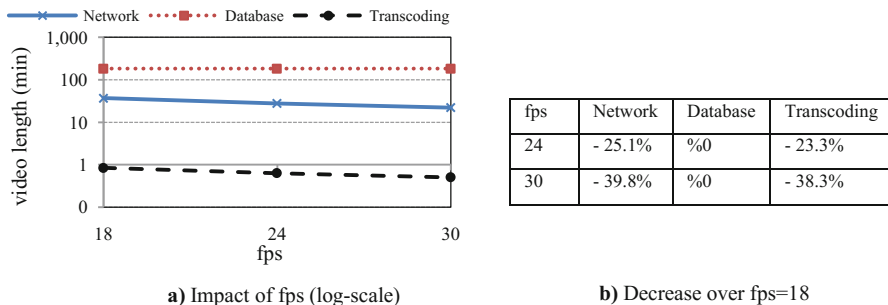 Network Database Transcoding
1,000
100
10
1
0
video length (min)
18 24 30
fps
a) Impact of fps (log-scale)
fps Network Database Transcoding
24 - 25.1% %0 - 23.3%
30 - 39.8% %0 - 38.3%
b) Decrease over fps=18